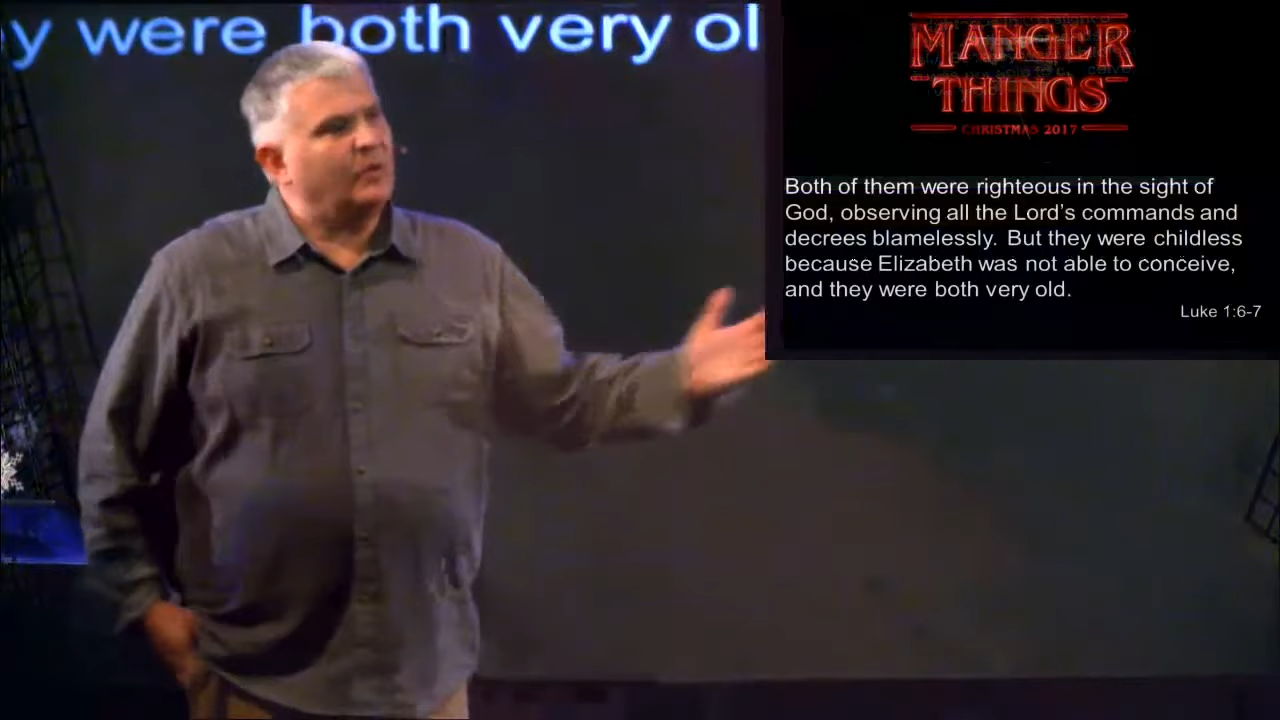 y were both very ol
MANGER
THINGS
CHRISTMAS 2017
Both of them were righteous in the sight of
God, observing all the Lord's commands and
decrees blamelessly. But they were childless
because Elizabeth was not able to conceive,
and they were both very old.
Luke 1:6-7